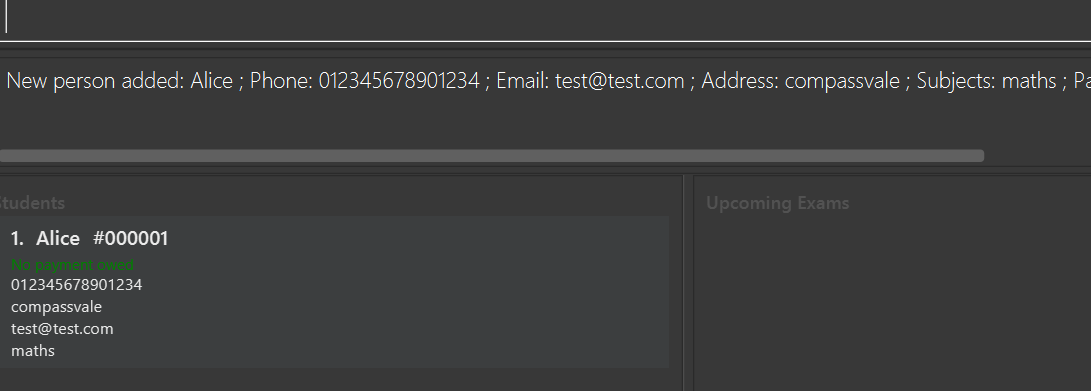 New person added: Alice ; Phone: 012345678901234 ; Email: test@test.com ; Address: compassvale ; Subjects: maths ; Pa
Students
Upcoming Exams
1. Alice #000001
No payment owed
012345678901234
compassvale
test@test.com
maths